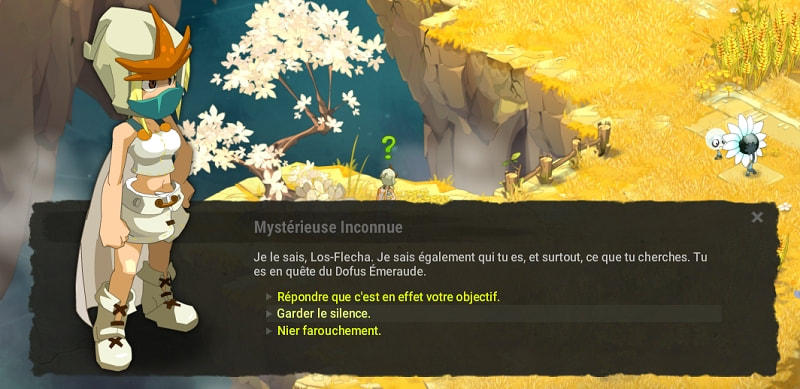 ?
Mystérieuse Inconnue
Je le sais, Los-Flecha. Je sais également qui tu es, et surtout, ce que tu cherches. Tu
es en quête du Dofus Émeraude.
Répondre que c'est en effet votre objectif.
Garder le silence.
Nier farouchement.